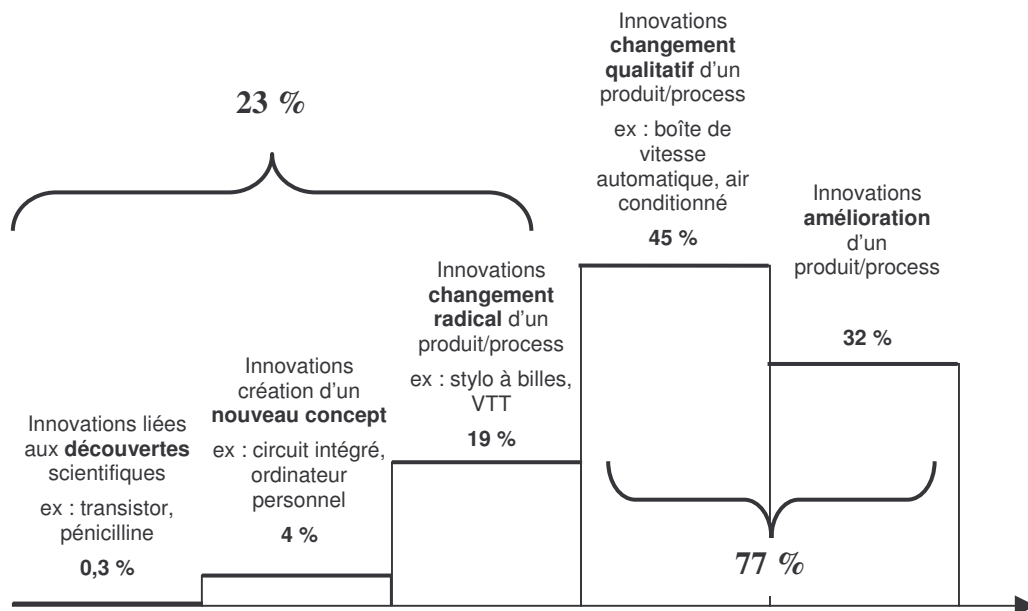 23 %
Innovations liées
aux découvertes
scientifiques
ex : transistor,
pénicilline
0,3 %
Innovations
création d'un
nouveau concept
ex : circuit intégré,
ordinateur
personnel
4 %
Innovations
changement
radical d'un
produit/process
ex : stylo à billes,
VTT
19 %
Innovations
changement
qualitatif d'un
produit/process
ex : boîte de
vitesse
automatique, air
conditionné
45 %
Innovations
amélioration
d'un
produit/process
32 %
77 %